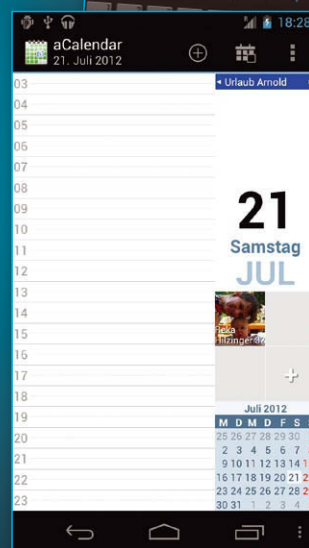 18:28
aCalendar
21. Juli 2012
03
04
05
06
07
08
09
10
11
12
13
14
15
16
17
18
19
20
21
22
23
Urlaub Arnold
21
Samstag
JUL
Hilzinger 37
+
Juli 2012
M D M D F S
25 26 27 28 29 30
2 3 4 5 6 7
9 10 11 12 13 14
16 17 18 19 20 21
23 24 25 26 27 28
30 31 1 2 3 4